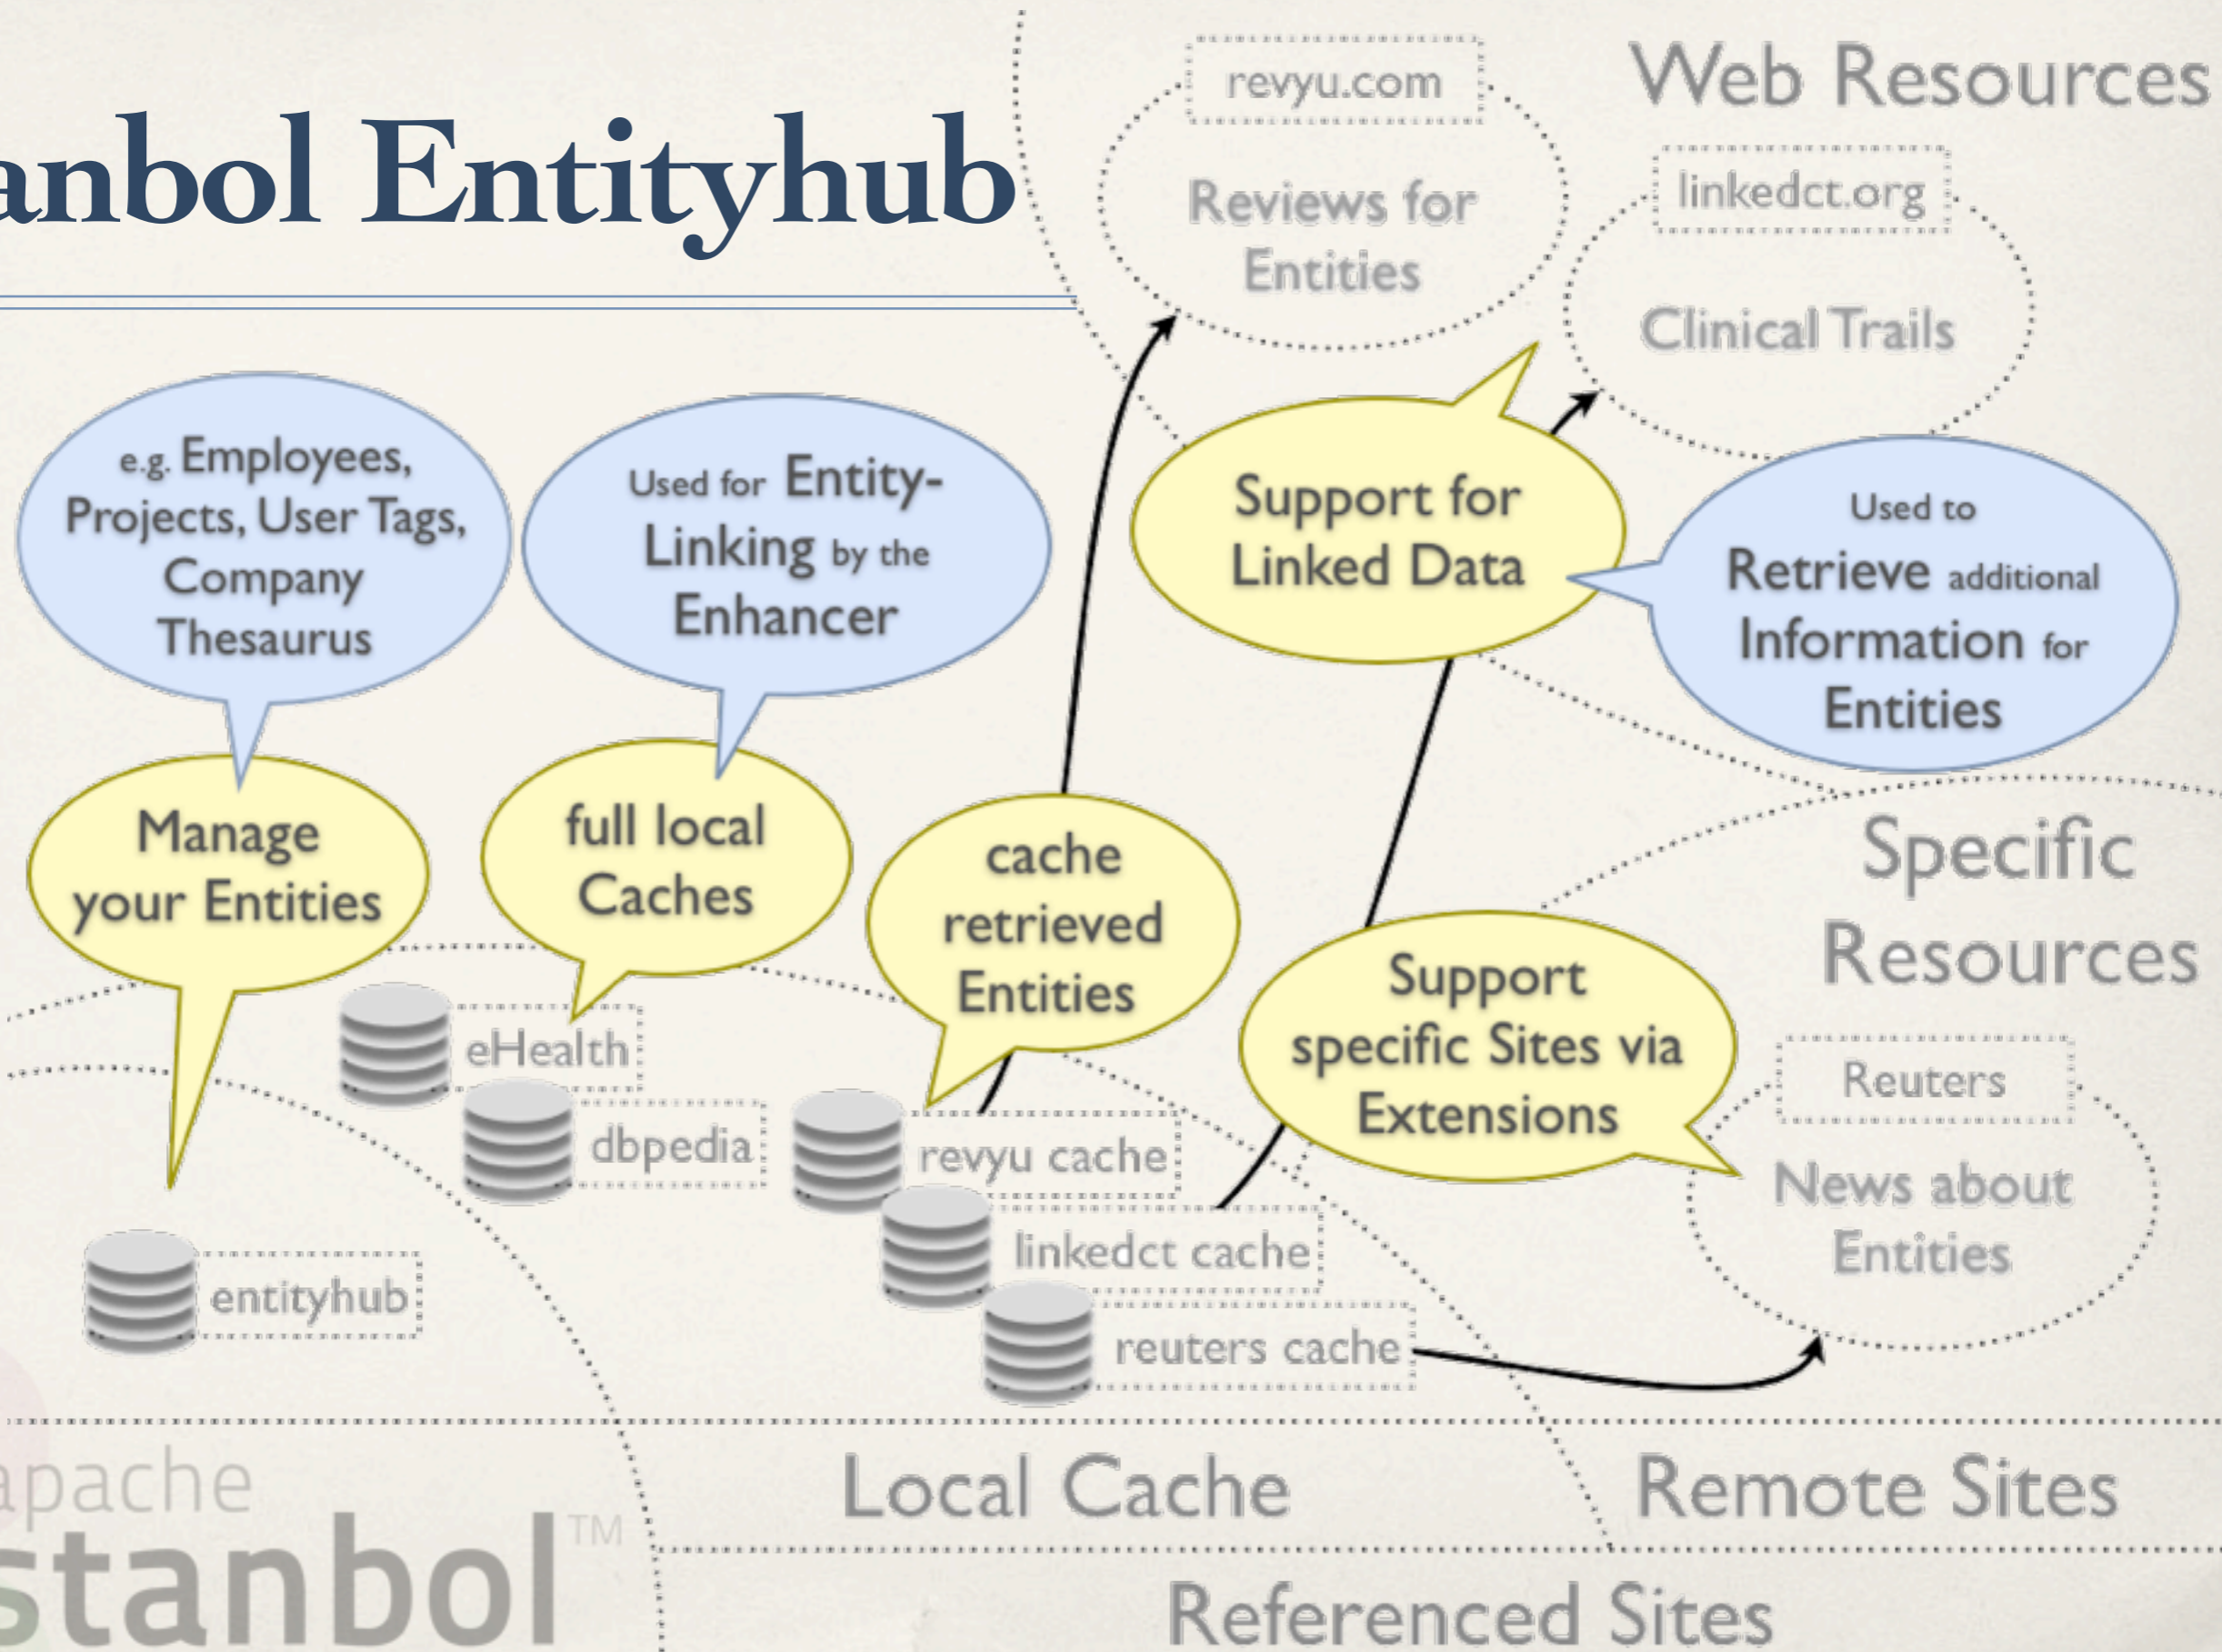 anbol Entityhub
revyu.com
Reviews for
Entities
Web Resources
linkedct.org
Clinical Trails
e.g. Employees,
Projects, User Tags,
Company
Thesaurus
Used for Entity-
Linking by the
Enhancer
Support for
Linked Data
Used to
Retrieve additional
Information for
Entities
Manage
your Entities
full local
Caches
cache
retrieved
Entities
Support
specific Sites via
Extensions
Specific
Resources
Reuters
News about
Entities
eHealth
dbpedia
revyu cache
linkedct cache
reuters cache
entityhub
Local Cache
Remote Sites
Referenced Sites
apache
stanbol™